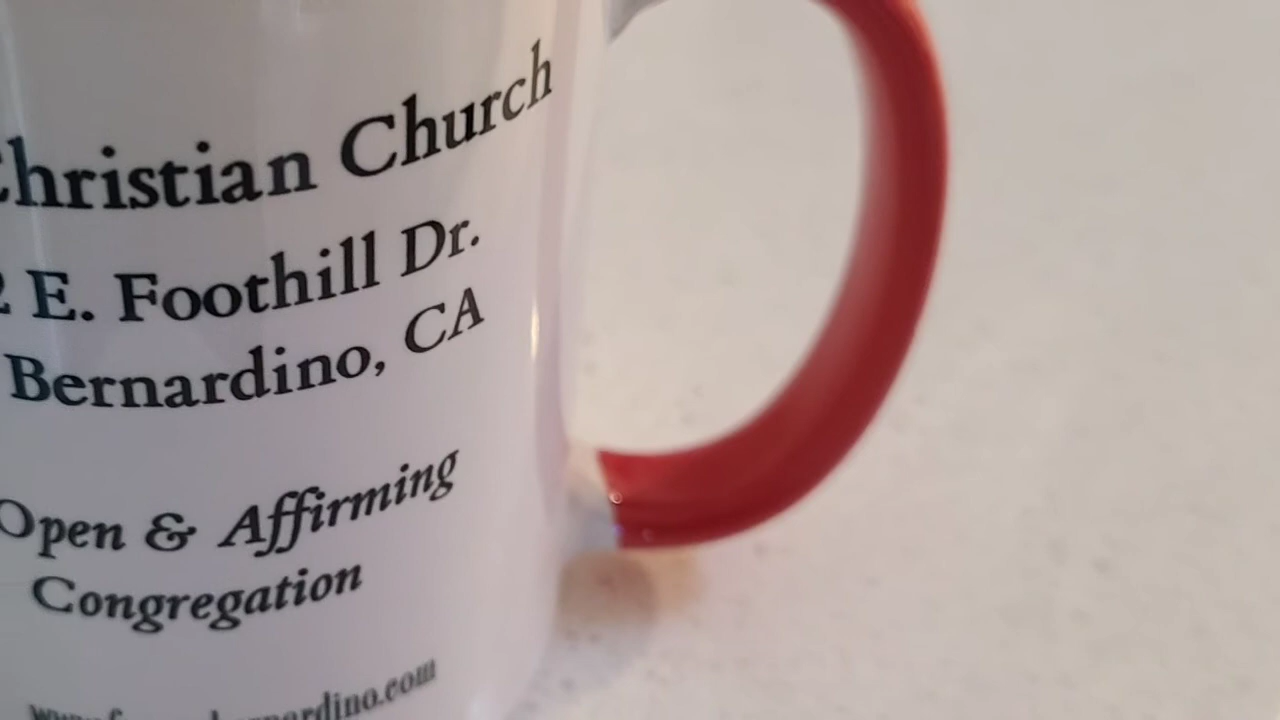 Christian Church
E. Foothill Dr.
Bernardino, CA
Open & Affirming
Congregation